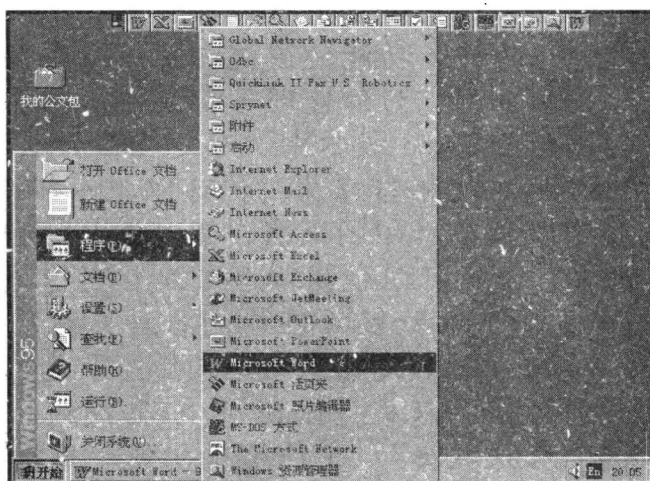 我的公文包
Global Network Navigator
Odbc
QuickLink II Fax U.S. Robotics
Sprynet
附件
启动
Internet Explorer
Internet Mail
Internet News
Microsoft Access
Microsoft Excel
Microsoft Exchange
Microsoft NetMeeting
Microsoft Outlook
Microsoft PowerPoint
Microsoft Word
Microsoft 活页夹
Microsoft 照片编辑器
MS-DOS 方式
The Microsoft Network
Windows 资源管理器
打开 Office 文档
新建 Office 文档
程序(P)
文档(D)
设置(S)
查找(F)
帮助(H)
运行(R)...
关闭系统(U)...
Windows95
开始
Microsoft Word -
En
20:05